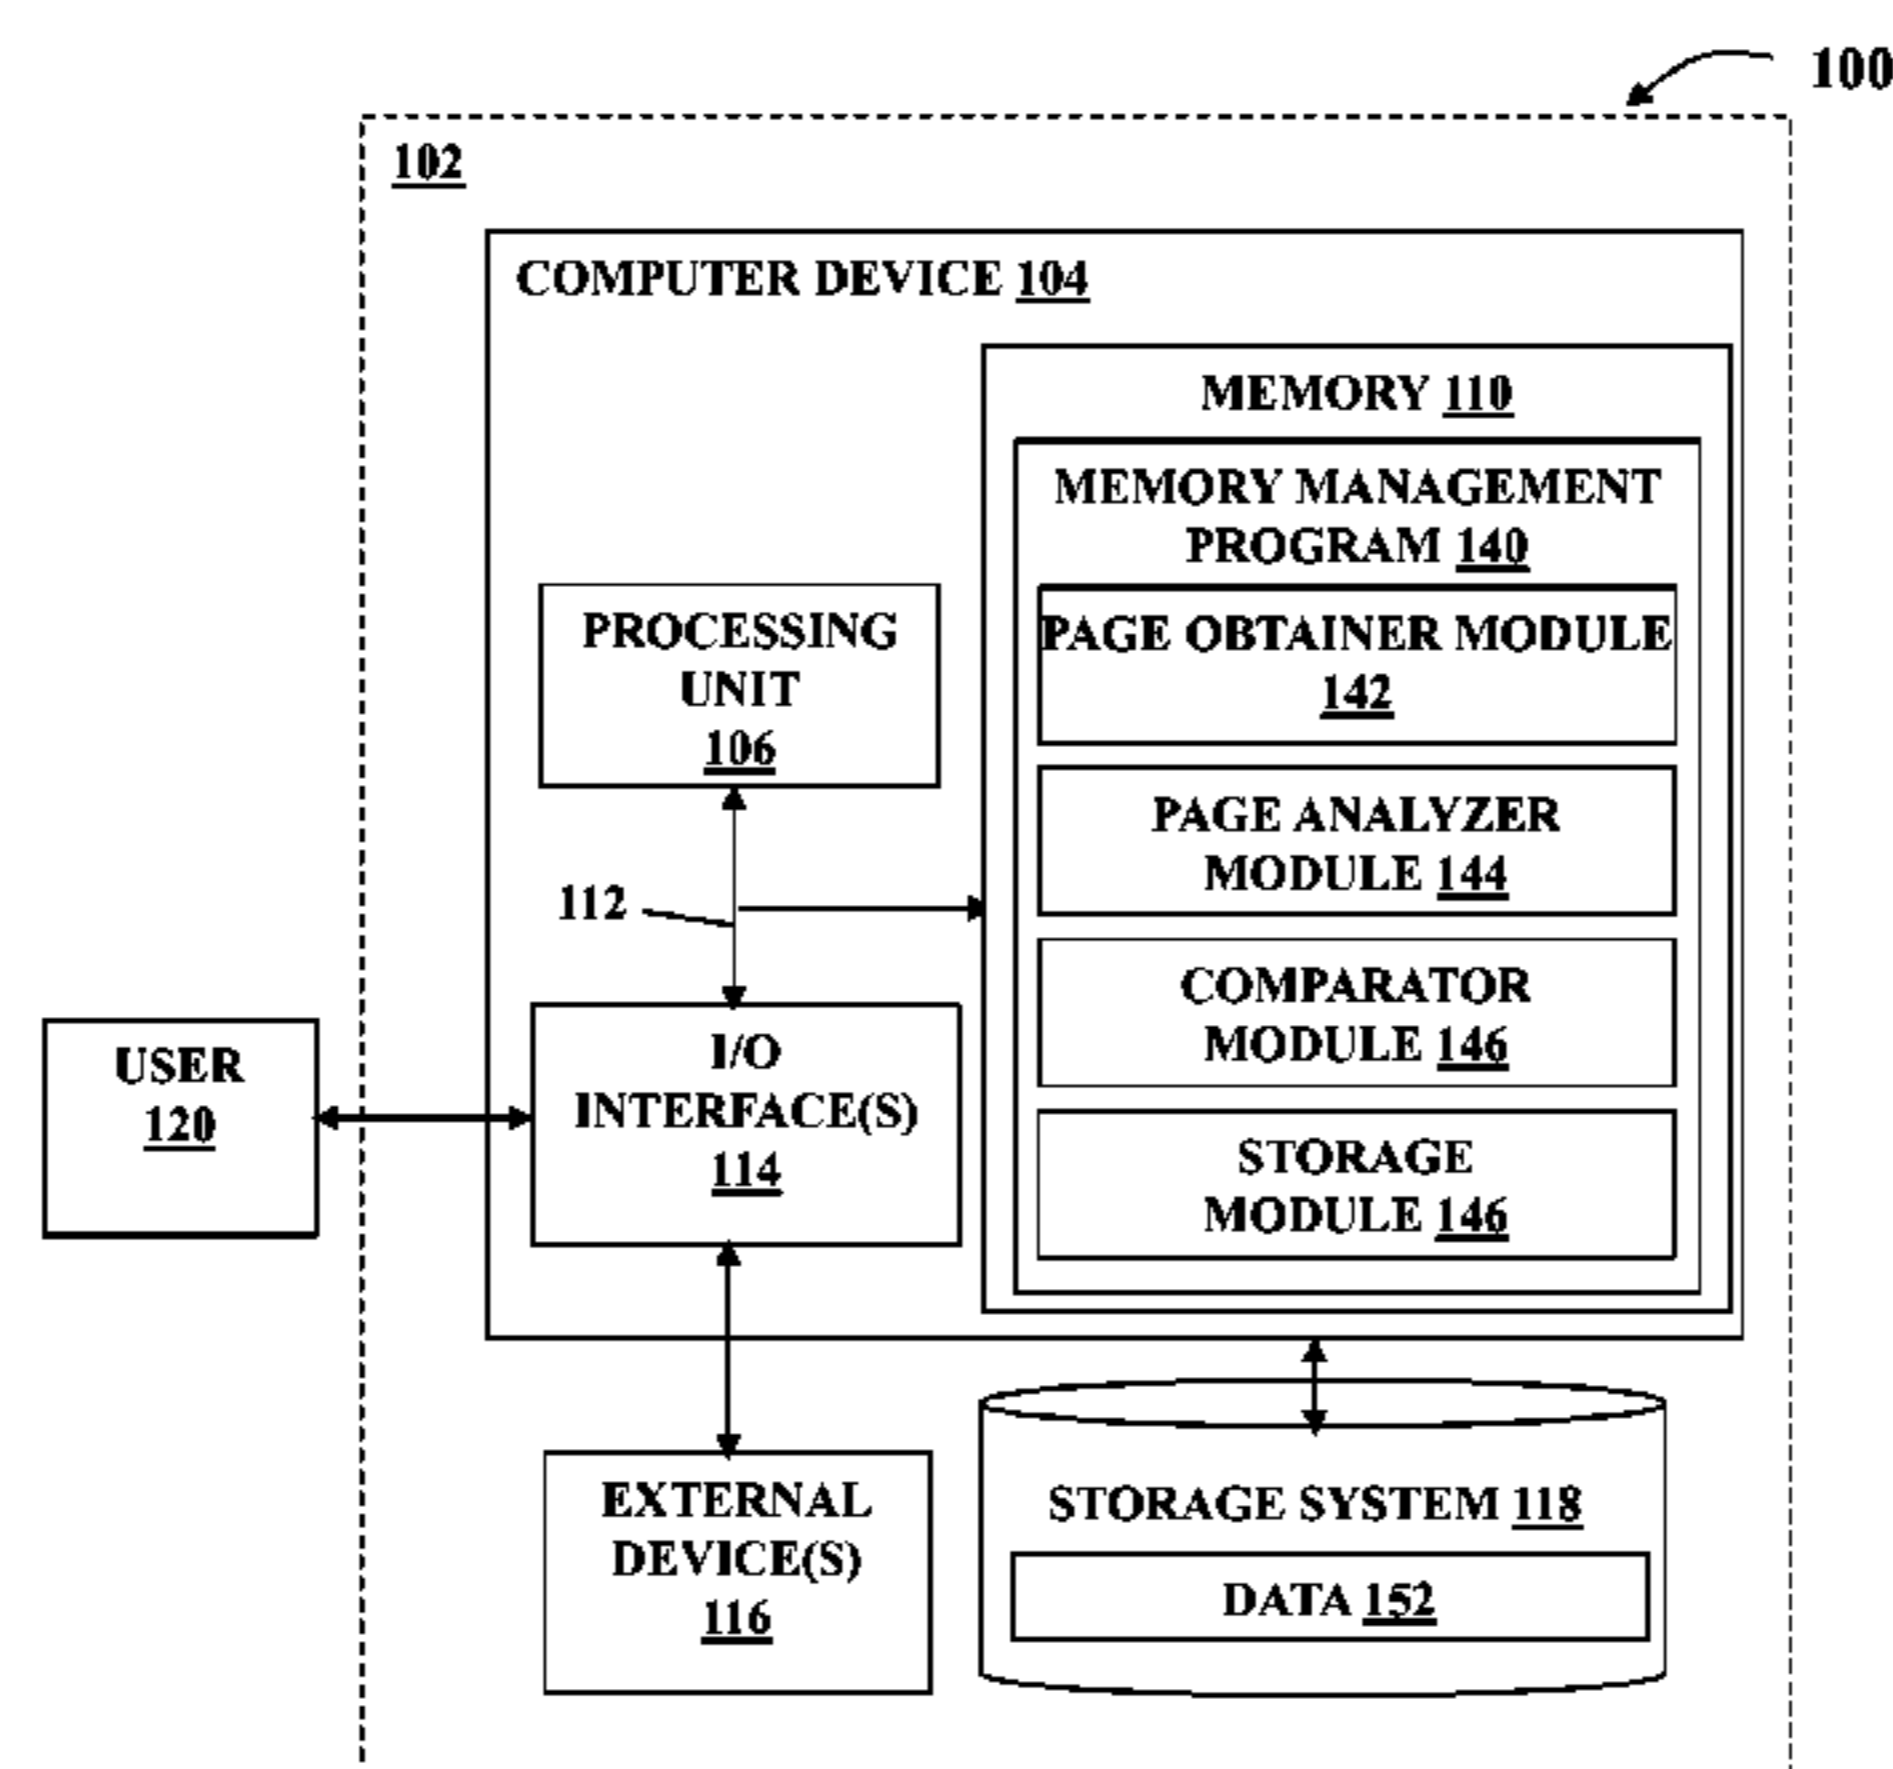 100
102
COMPUTER DEVICE 104
MEMORY 110
MEMORY MANAGEMENT
PROGRAM 140
PAGE OBTAINER MODULE
142
PAGE ANALYZER
MODULE 144
COMPARATOR
MODULE 146
STORAGE
MODULE 146
PROCESSING
UNIT
106
112
I/O
INTERFACE(S)
114
USER
120
EXTERNAL
DEVICE(S)
116
STORAGE SYSTEM 118
DATA 152